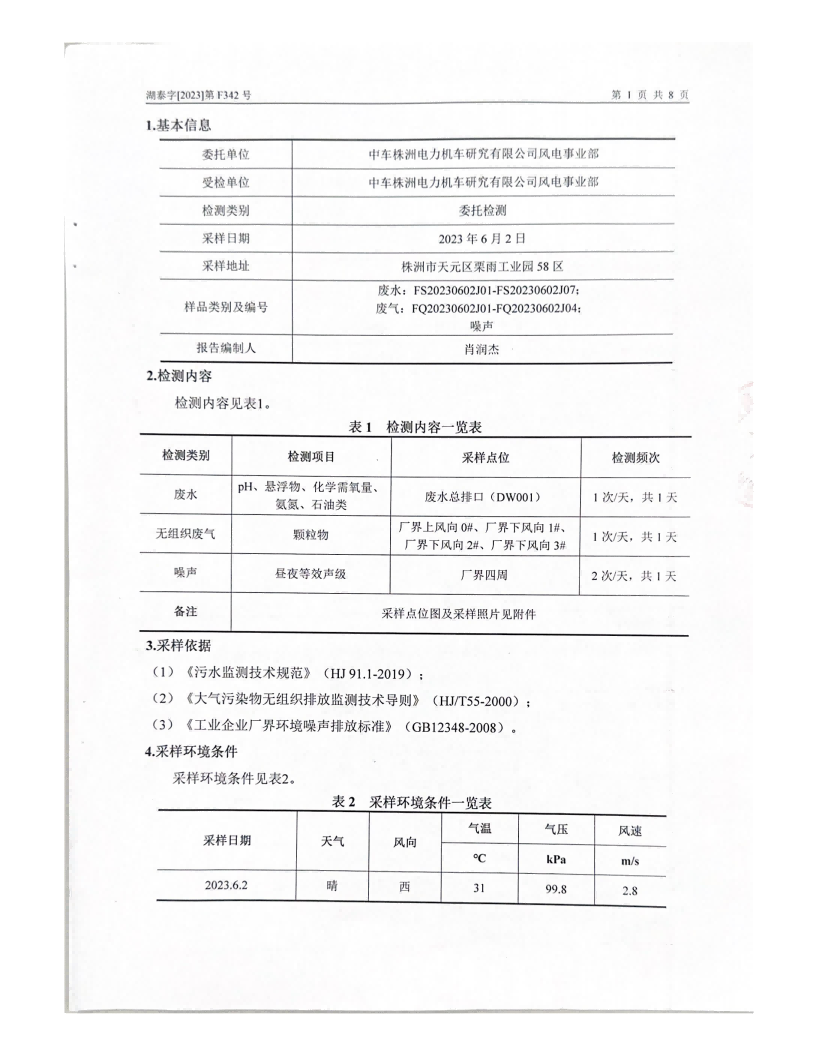 湖泰字[2023]第 F342 号 第 1 页 共 8 页
1.基本信息
委托单位 中车株洲电力机车研究有限公司风电事业部
受检单位 中车株洲电力机车研究有限公司风电事业部
检测类别 委托检测
采样日期 2023 年 6 月 2 日
采样地址 株洲市天元区栗雨工业园 58 区
样品类别及编号 废水：FS20230602J01-FS20230602J07;
废气：FQ20230602J01-FQ20230602J04;
噪声
报告编制人 肖润杰
2.检测内容
检测内容见表1。
表 1 检测内容一览表
检测类别 检测项目 采样点位 检测频次
废水 pH、悬浮物、化学需氧量、氨氮、石油类 废水总排口（DW001） 1 次/天，共 1 天
无组织废气 颗粒物 厂界上风向 0#、厂界下风向 1#、厂界下风向 2#、厂界下风向 3# 1 次/天，共 1 天
噪声 昼夜等效声级 厂界四周 2 次/天，共 1 天
备注 采样点位图及采样照片见附件
3.采样依据
（1）《污水监测技术规范》（HJ 91.1-2019）;
（2）《大气污染物无组织排放监测技术导则》（HJ/T55-2000）;
（3）《工业企业厂界环境噪声排放标准》（GB12348-2008）。
4.采样环境条件
采样环境条件见表2。
表 2 采样环境条件一览表
采样日期 天气 风向 气温 气压 风速
℃ kPa m/s
2023.6.2 晴 西 31 99.8 2.8